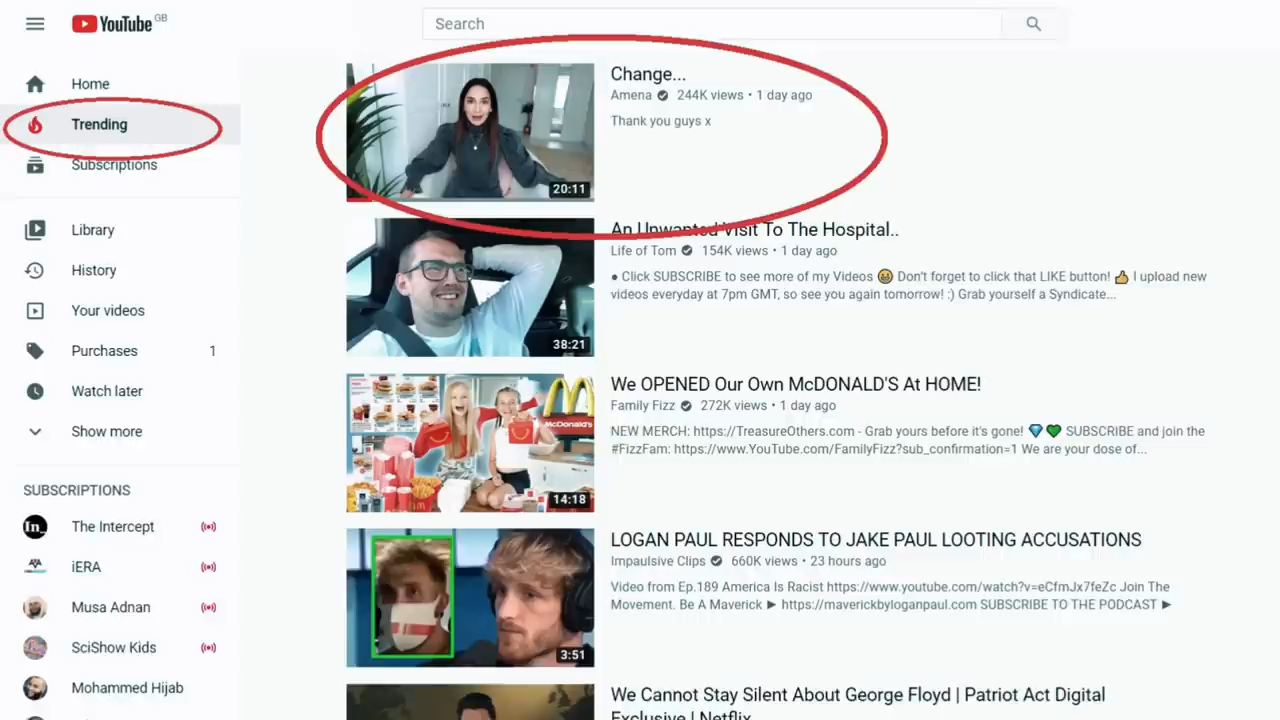 YouTube GB
Search
Home
Trending
Subscriptions
Library
History
Your videos
Purchases 1
Watch later
Show more
SUBSCRIPTIONS
In_ The Intercept
iERA
Musa Adnan
SciShow Kids
Mohammed Hijab
20:11
Change...
Amena 244K views • 1 day ago
Thank you guys x
38:21
An Unwanted Visit To The Hospital..
Life of Tom 154K views • 1 day ago
● Click SUBSCRIBE to see more of my Videos 😀 Don't forget to click that LIKE button! 👍 I upload new
videos everyday at 7pm GMT, so see you again tomorrow! :) Grab yourself a Syndicate...
McDonald's
14:18
We OPENED Our Own McDONALD'S At HOME!
Family Fizz 272K views • 1 day ago
NEW MERCH: https://TreasureOthers.com - Grab yours before it's gone! 💎💚 SUBSCRIBE and join the
#FizzFam: https://www.YouTube.com/FamilyFizz?sub_confirmation=1 We are your dose of...
3:51
LOGAN PAUL RESPONDS TO JAKE PAUL LOOTING ACCUSATIONS
Impaulsive Clips 660K views • 23 hours ago
Video from Ep.189 America Is Racist https://www.youtube.com/watch?v=eCfmJx7feZc Join The
Movement. Be A Maverick ► https://maverickbyloganpaul.com SUBSCRIBE TO THE PODCAST ►
We Cannot Stay Silent About George Floyd | Patriot Act Digital
Exclusive | Netflix